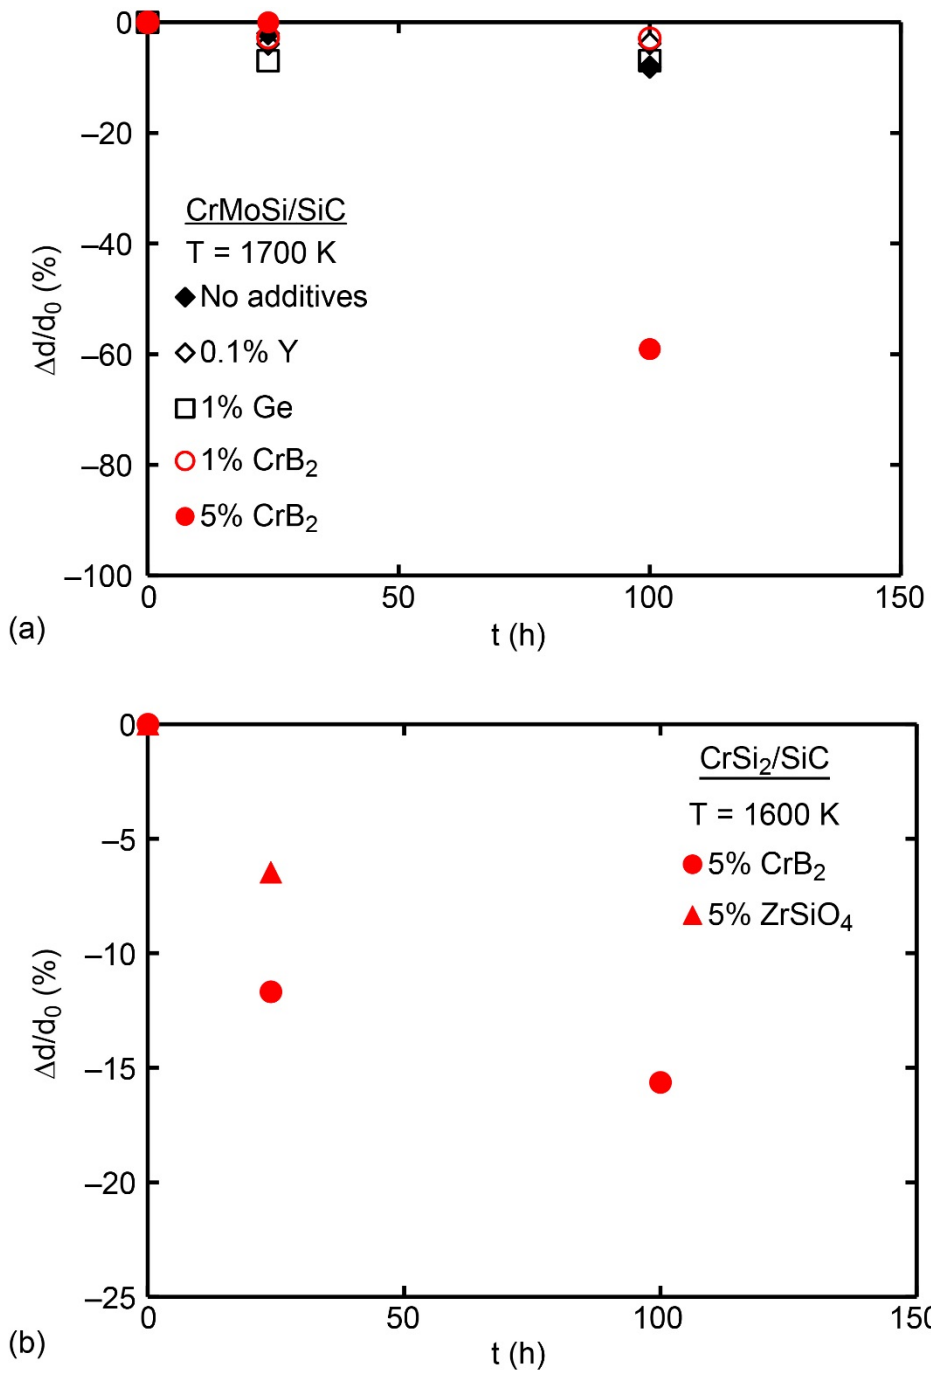 0
–20
–40
–60
–80
–100
Δd/d₀ (%)
CrMoSi/SiC
T = 1700 K
No additives
0.1% Y
1% Ge
1% CrB₂
5% CrB₂
0 50 100 150
t (h)
(a)
0
–5
–10
–15
–20
–25
Δd/d₀ (%)
CrSi₂/SiC
T = 1600 K
5% CrB₂
5% ZrSiO₄
0 50 100 150
t (h)
(b)